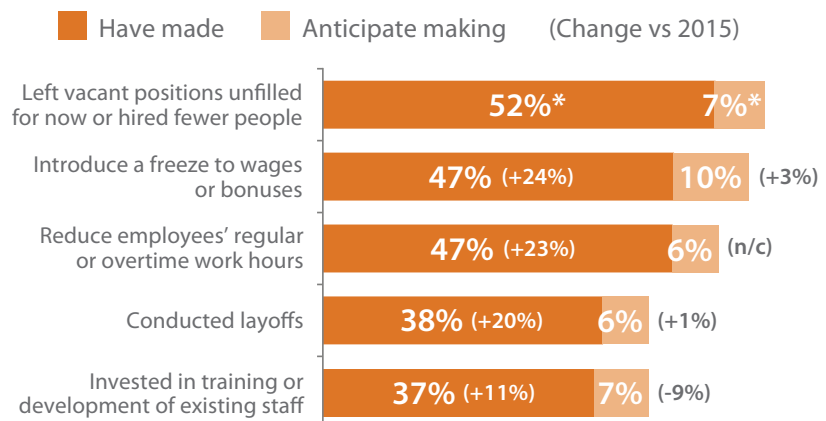 Have made Anticipate making (Change vs 2015)
Left vacant positions unfilled
for now or hired fewer people
52%* 7%*
Introduce a freeze to wages
or bonuses
47% (+24%) 10% (+3%)
Reduce employees’ regular
or overtime work hours
47% (+23%) 6% (n/c)
Conducted layoffs
38% (+20%) 6% (+1%)
Invested in training or
development of existing staff
37% (+11%) 7% (-9%)